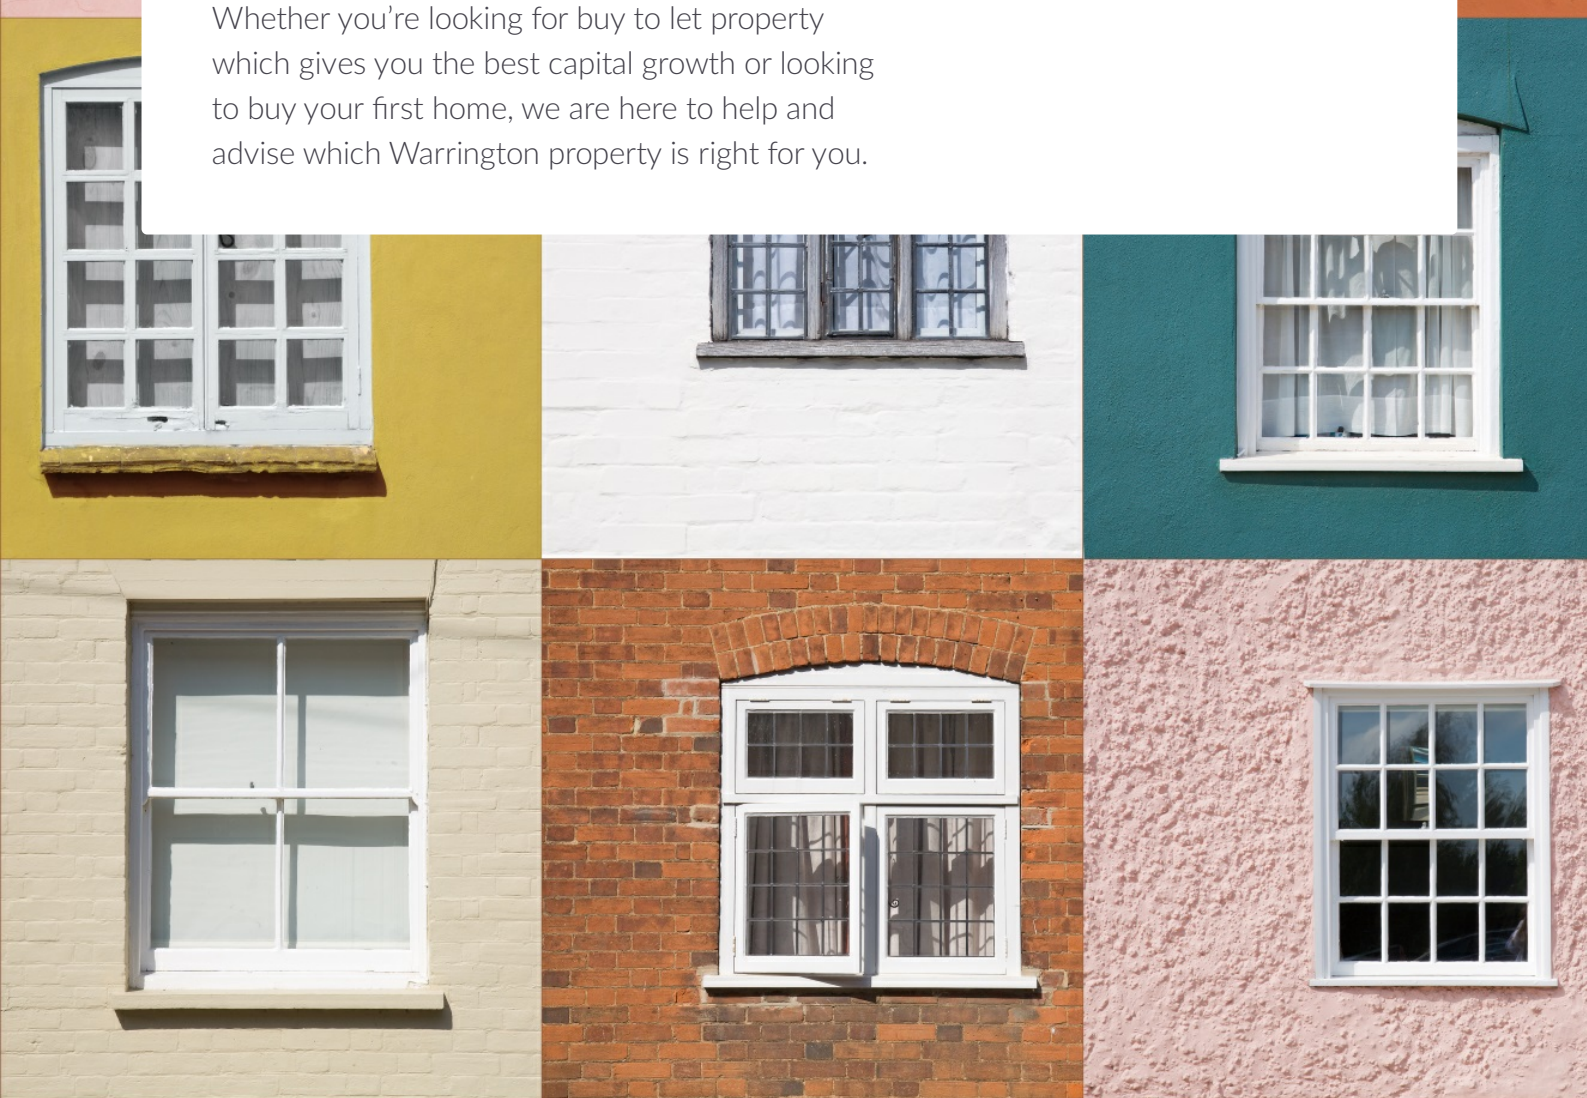 Whether you’re looking for buy to let property
which gives you the best capital growth or looking
to buy your first home, we are here to help and
advise which Warrington property is right for you.